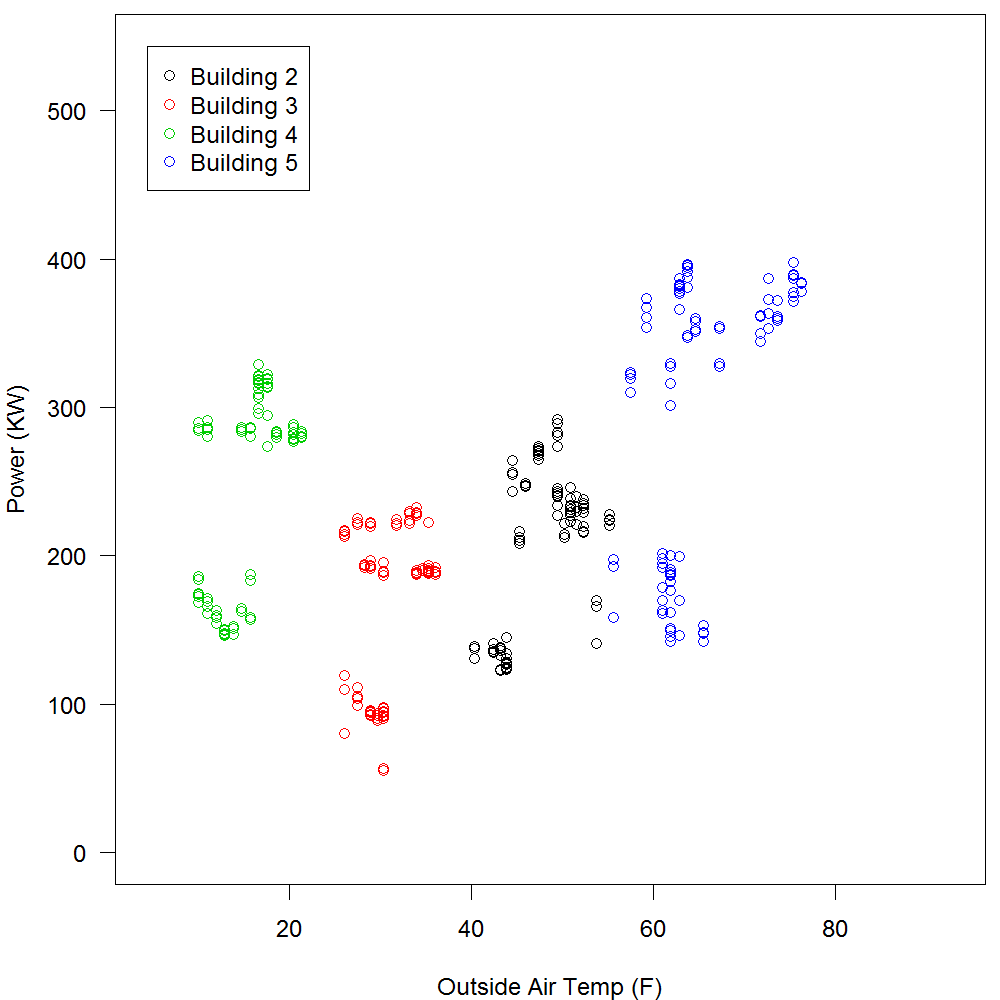 Building 2
Building 3
Building 4
Building 5
500
400
300
200
100
0
Power (KW)
20 40 60 80
Outside Air Temp (F)